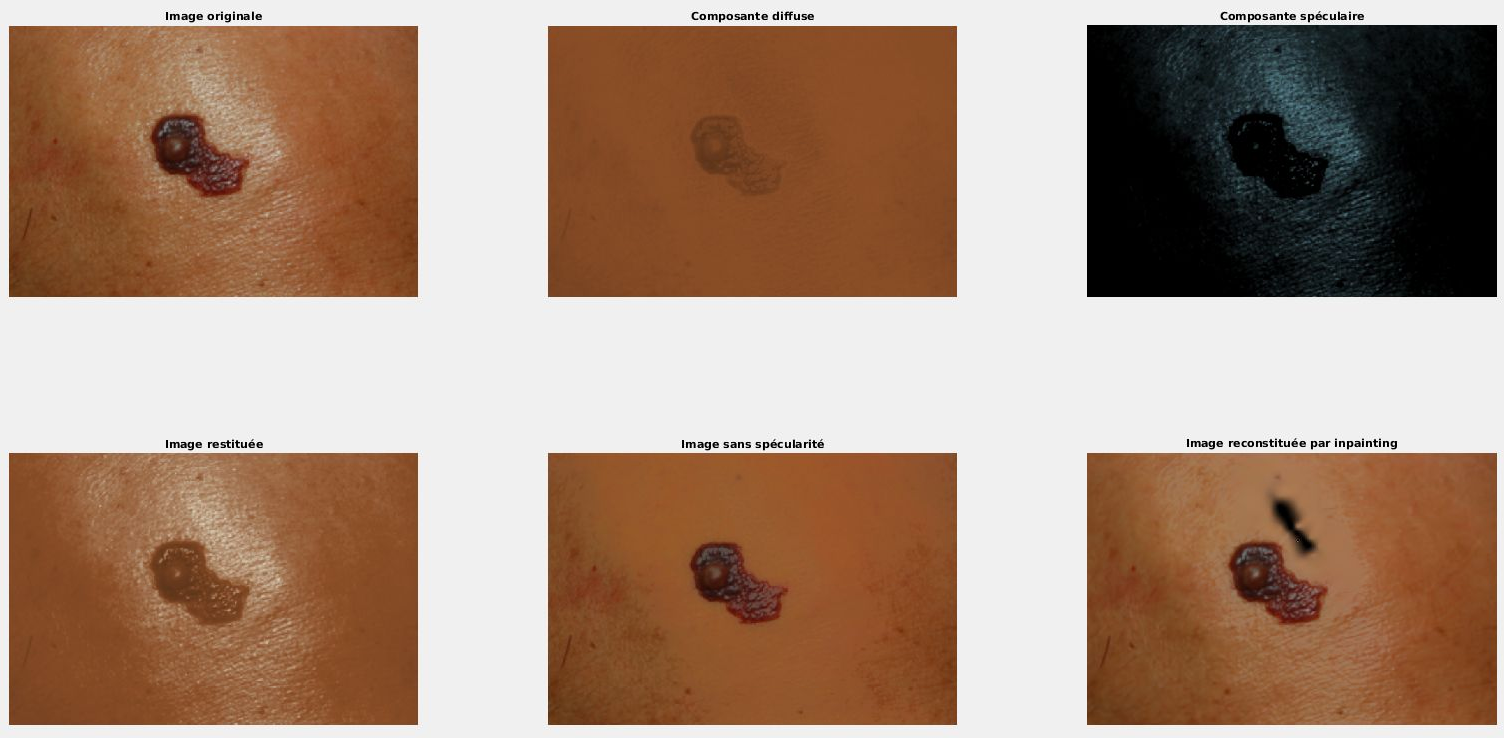 Image originale
Composante diffuse
Composante spéculaire
Image restituée
Image sans spécularité
Image reconstituée par inpainting